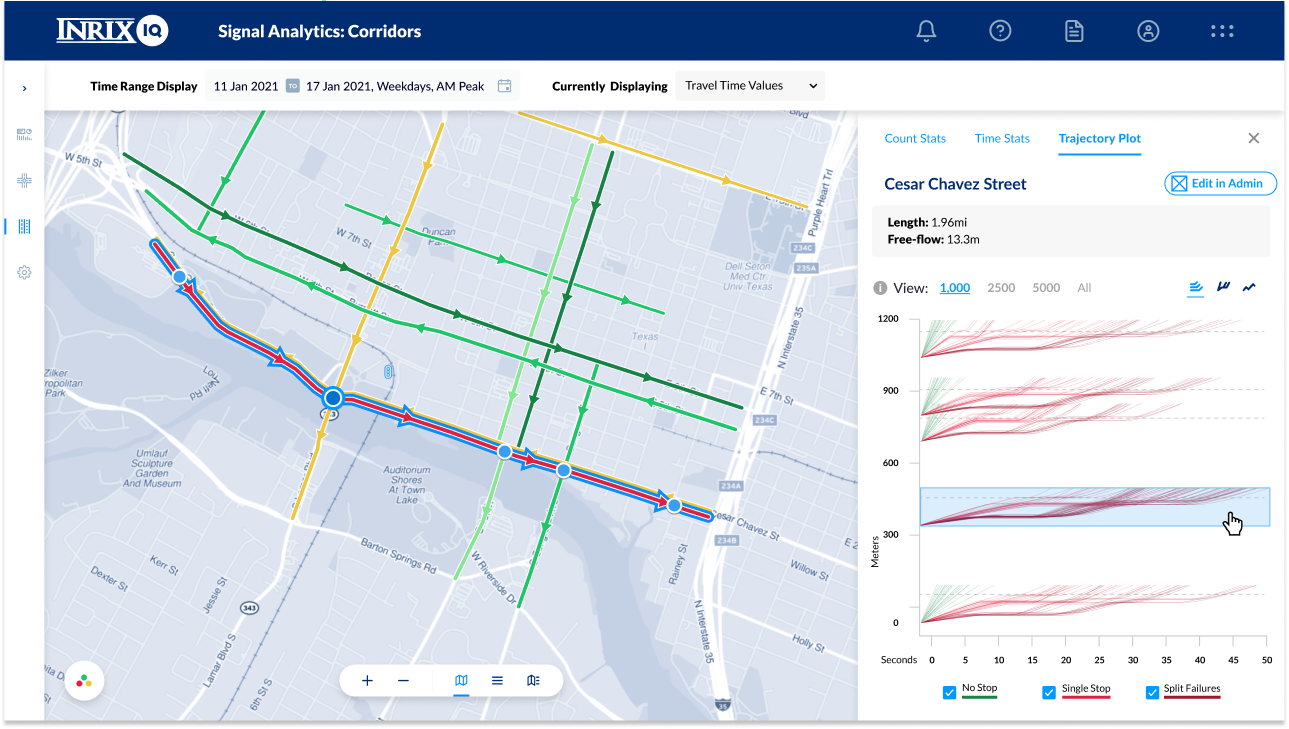 INRIX IQ
Signal Analytics: Corridors
Time Range Display
11 Jan 2021 TO 17 Jan 2021, Weekdays, AM Peak
Currently Displaying
Travel Time Values
W 5th St
W 7th St
Duncan
Purple Heart Trl
234C
235A
Dell Seton
Med Ctr
Univ Texas
N Interstate 35
Texas
E 7th St
234C
Zilker
Park
343
Umlauf
Sculpture
Garden
And Museum
Auditorium
Shores
At Town
Lake
234A
Cesar Chavez St
234B
Barton Springs Rd
W Riverside Dr
Rainey St
Willow St
Kerr St
Dexter St
Jessie St
343
Lamar Blvd S
6th St S
N Interstate 35
Holly St
35
Count Stats
Time Stats
Trajectory Plot
Cesar Chavez Street
Edit in Admin
Length: 1.96mi
Free-flow: 13.3m
View: 1,000 2500 5000 All
1200
900
600
300
0
Meters
Seconds 0 5 10 15 20 25 30 35 40 45 50
No Stop
Single Stop
Split Failures